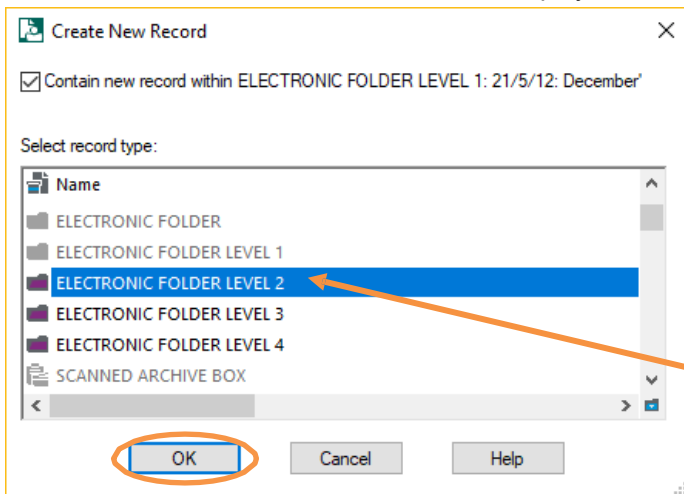 Create New Record
Contain new record within ELECTRONIC FOLDER LEVEL 1: 21/5/12: December'
Select record type:
Name
ELECTRONIC FOLDER
ELECTRONIC FOLDER LEVEL 1
ELECTRONIC FOLDER LEVEL 2
ELECTRONIC FOLDER LEVEL 3
ELECTRONIC FOLDER LEVEL 4
SCANNED ARCHIVE BOX
OK Cancel Help